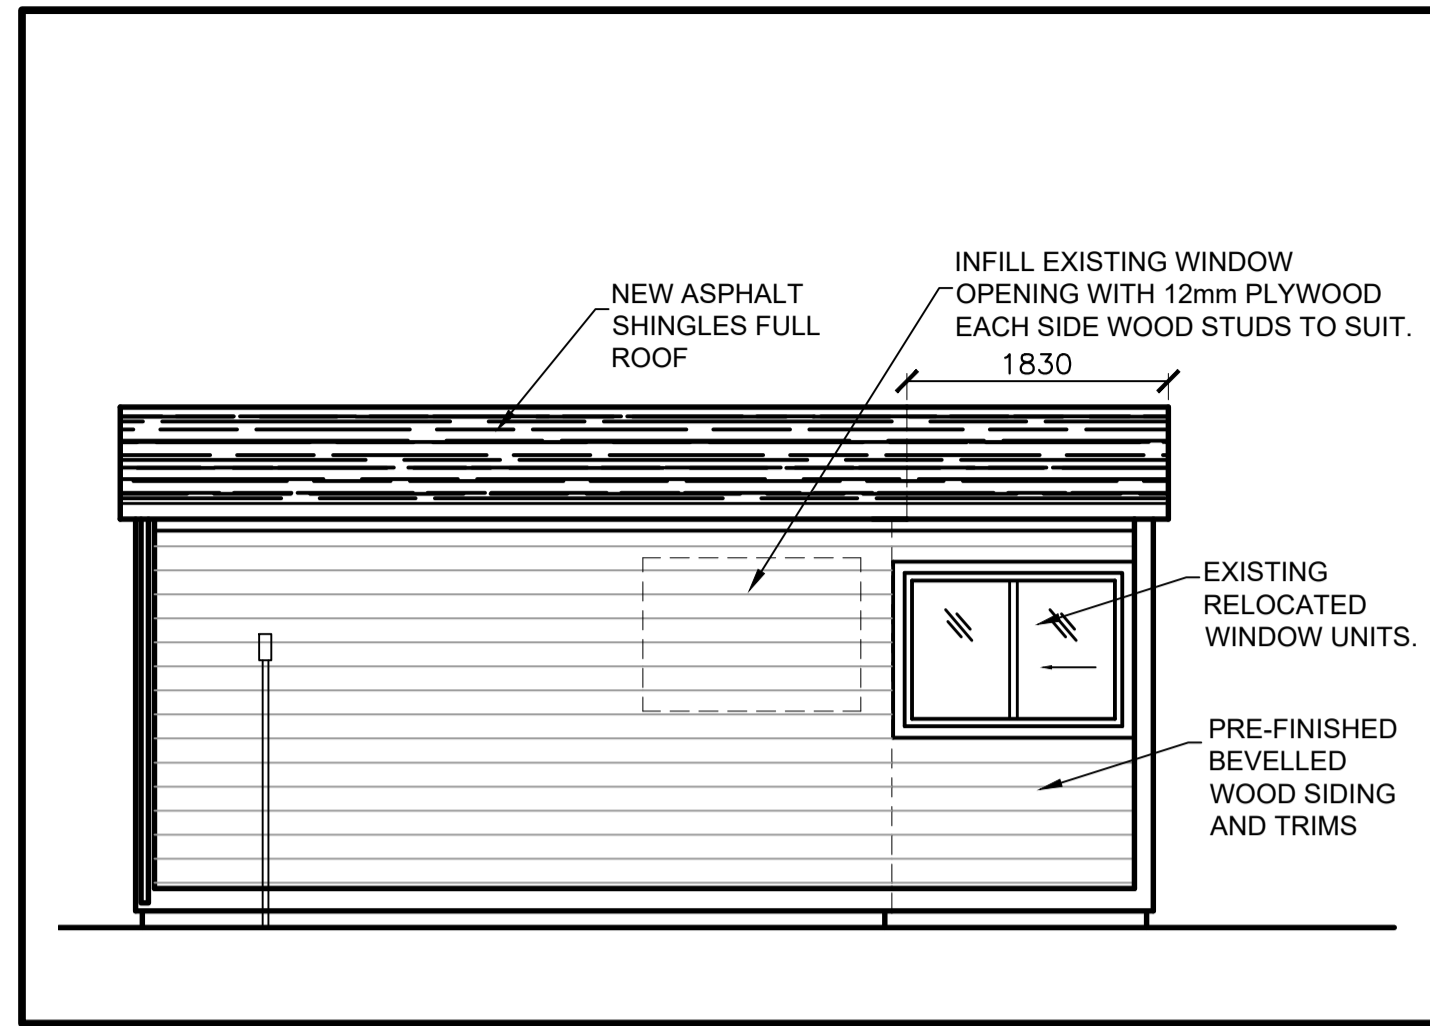 NEW ASPHALT
SHINGLES FULL
ROOF
INFILL EXISTING WINDOW
OPENING WITH 12mm PLYWOOD
EACH SIDE WOOD STUDS TO SUIT.
1830
EXISTING
RELOCATED
WINDOW UNITS.
PRE-FINISHED
BEVELLED
WOOD SIDING
AND TRIMS